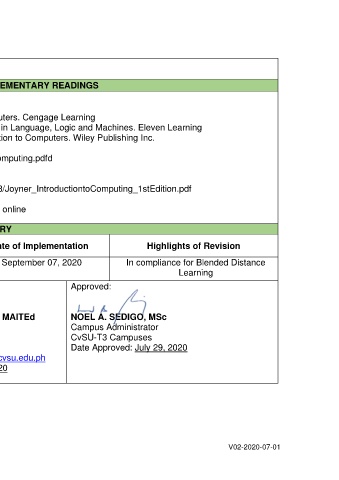 EMENTARY READINGS
uters. Cengage Learning
in Language, Logic and Machines. Eleven Learning
tion to Computers. Wiley Publishing Inc.
omputing.pdfd
3/Joyner_IntroductiontoComputing_1stEdition.pdf
online
RY
ate of Implementation
Highlights of Revision
September 07, 2020
In compliance for Blended Distance
Learning
Approved:
MAITEd
NOEL A. SEDIGO, MSc
Campus Administrator
CvSU-T3 Campuses
cvsu.edu.ph
Date Approved: July 29, 2020
20
V02-2020-07-01